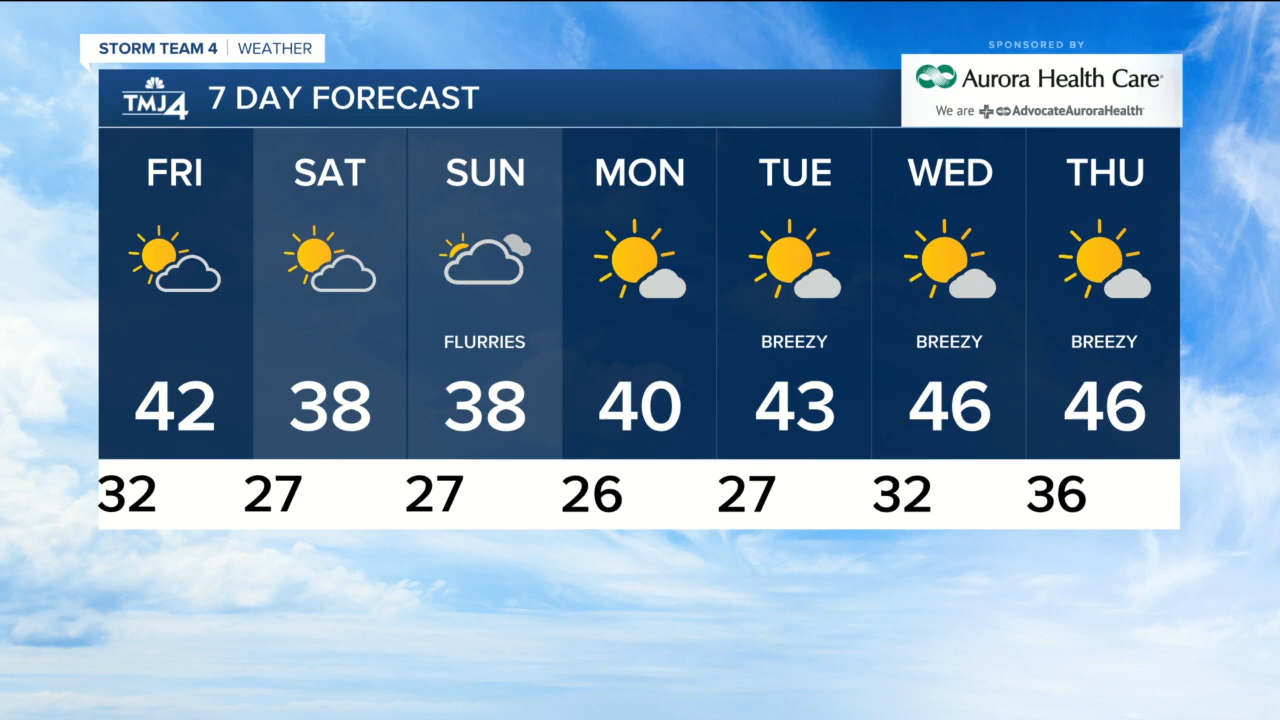 STORM TEAM 4 | WEATHER
SPONSORED BY
TMJ4 7 DAY FORECAST
Aurora Health Care®
We are AdvocateAuroraHealth™
FRI SAT SUN MON TUE WED THU
FLURRIES BREEZY BREEZY BREEZY
42 38 38 40 43 46 46
32 27 27 26 27 32 36